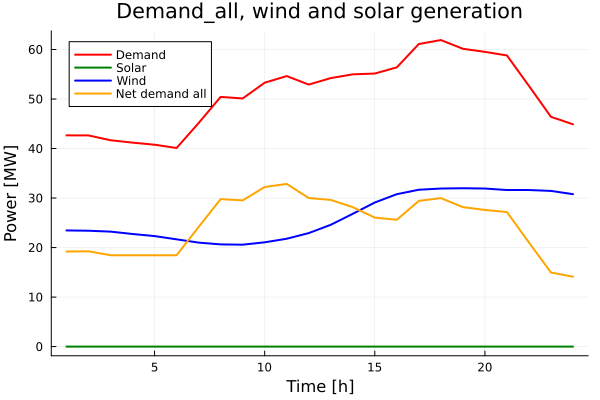 Demand_all, wind and solar generation
Demand
Solar
Wind
Net demand all
Power [MW]
60
50
40
30
20
10
0
5 10 15 20
Time [h]